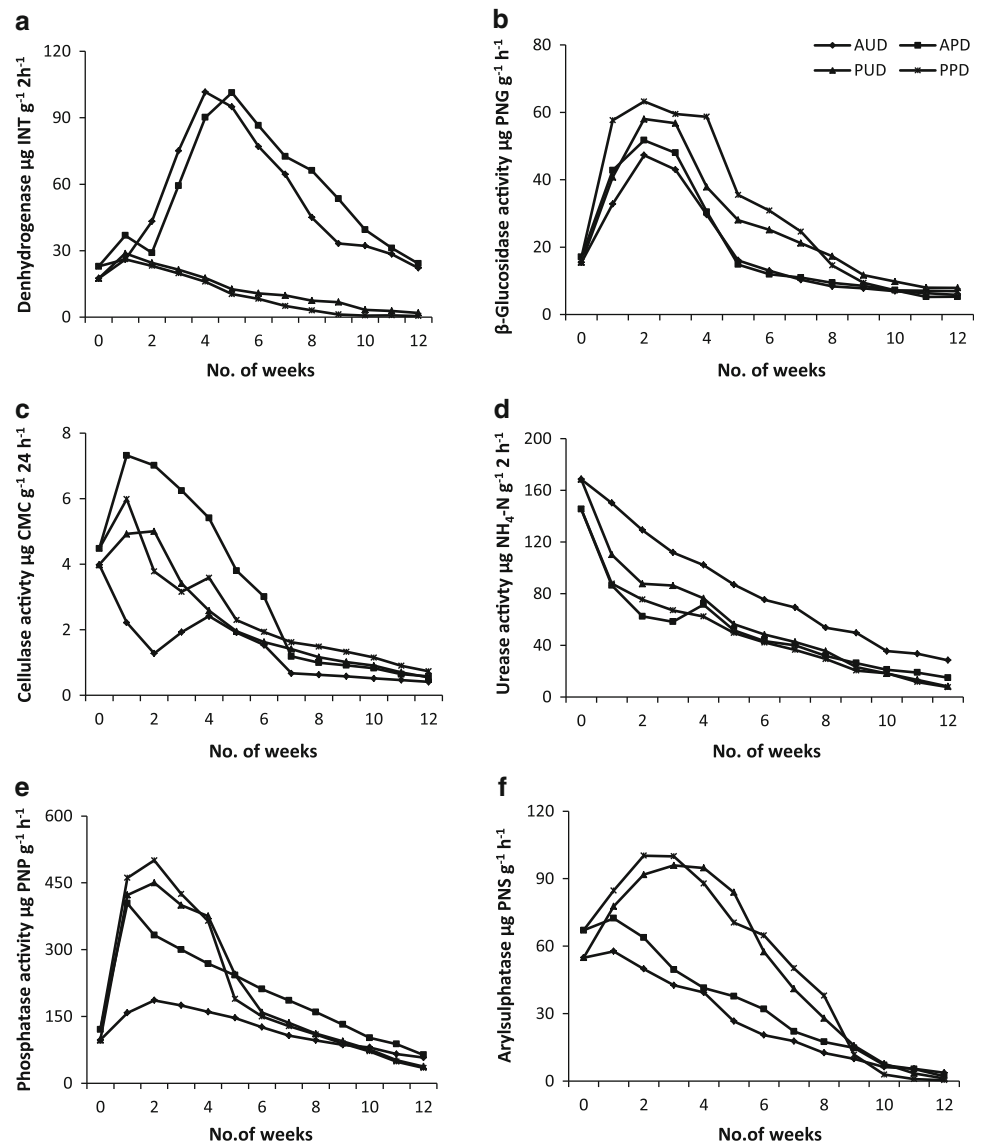 a
Denhydrogenase µg INT g⁻¹ 2h⁻¹
120
90
60
30
0
0 2 4 6 8 10 12
No. of weeks
b
β-Glucosidase activity µg PNG g⁻¹ h⁻¹
80
60
40
20
0
0 2 4 6 8 10 12
No. of weeks
AUD APD
PUD PPD
c
Cellulase activty µg CMC g⁻¹ 24 h⁻¹
8
6
4
2
0
0 2 4 6 8 10 12
No. of weeks
d
Urease activty µg NH₄-N g⁻¹ 2 h⁻¹
200
160
120
80
40
0
0 2 4 6 8 10 12
No. of weeks
e
Phosphatase activity µg PNP g⁻¹ h⁻¹
600
450
300
150
0
0 2 4 6 8 10 12
No.of weeks
f
Arylsulphatase µg PNS g⁻¹ h⁻¹
120
90
60
30
0
0 2 4 6 8 10 12
No.of weeks